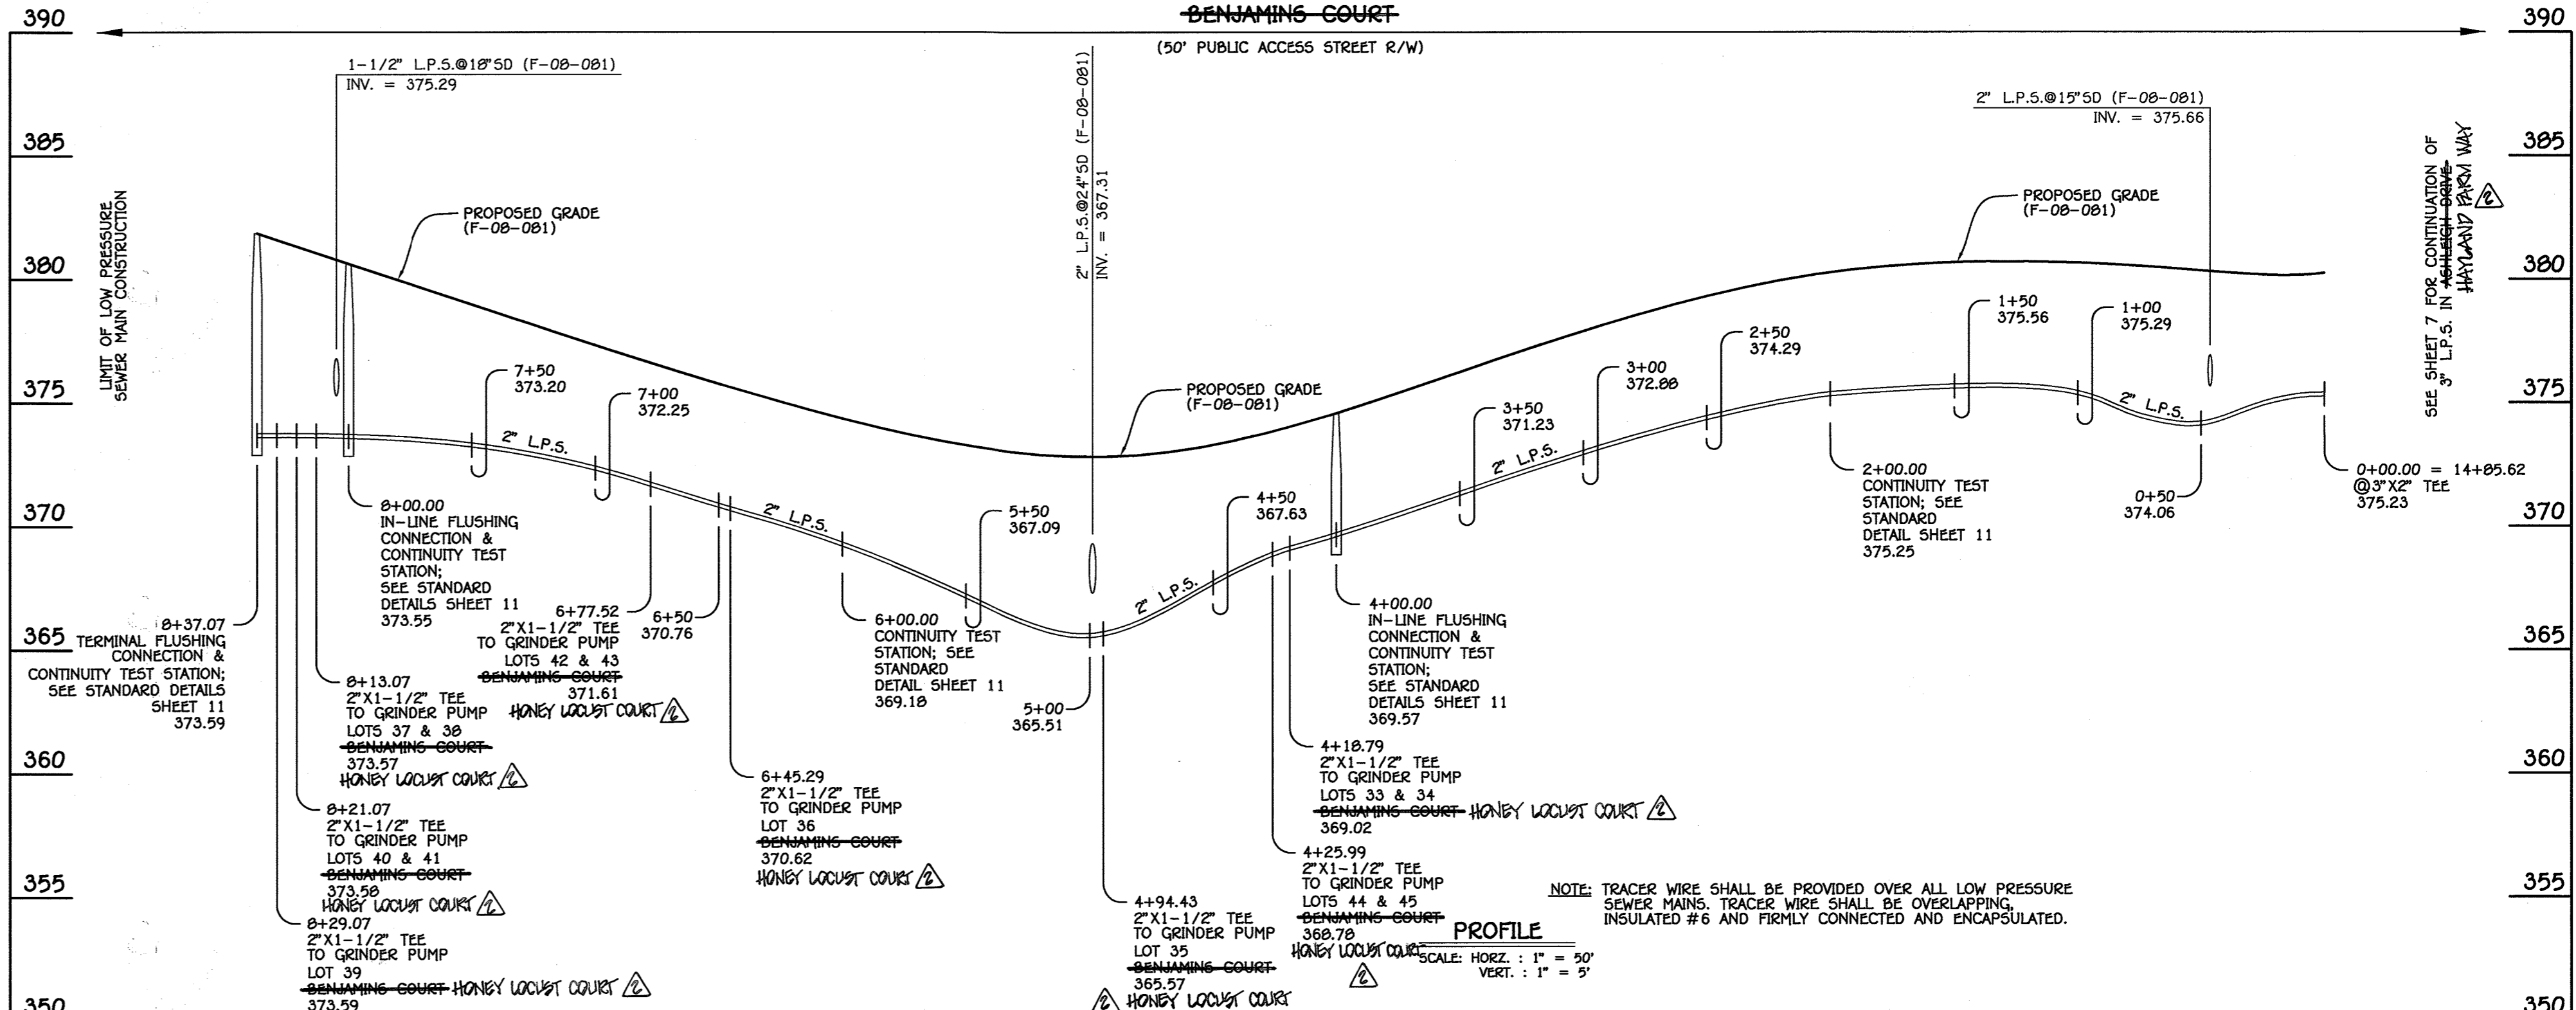 BENJAMINS COURT
(50' PUBLIC ACCESS STREET R/W)
390
385
380
375
370
365
360
355
350
390
385
380
375
370
365
360
355
350
LIMIT OF LOW PRESSURE
SEWER MAIN CONSTRUCTION
1-1/2" L.P.S.@18"SD (F-08-081)
INV. = 375.29
PROPOSED GRADE
(F-08-081)
2" L.P.S.@24"SD (F-08-081)
INV. = 367.31
PROPOSED GRADE
(F-08-081)
2" L.P.S.@15"SD (F-08-081)
INV. = 375.66
PROPOSED GRADE
(F-08-081)
SEE SHEET 7 FOR CONTINUATION OF
3" L.P.S. IN ASHLEIGH DRIVE
HAYLAND FARM WAY
2
7+50
373.20
7+00
372.25
2" L.P.S.
2" L.P.S.
5+50
367.09
4+50
367.63
2" L.P.S.
3+50
371.23
2" L.P.S.
3+00
372.88
2+50
374.29
1+50
375.56
1+00
375.29
2" L.P.S.
8+37.07
TERMINAL FLUSHING
CONNECTION &
CONTINUITY TEST STATION;
SEE STANDARD DETAILS
SHEET 11
373.59
8+00.00
IN-LINE FLUSHING
CONNECTION &
CONTINUITY TEST
STATION;
SEE STANDARD
DETAILS SHEET 11
373.55
6+77.52
2"X1-1/2" TEE
TO GRINDER PUMP
LOTS 42 & 43
BENJAMINS COURT
371.61
HONEY LOCUST COURT 2
6+50
370.76
6+00.00
CONTINUITY TEST
STATION; SEE
STANDARD
DETAIL SHEET 11
369.18
5+00
365.51
4+00.00
IN-LINE FLUSHING
CONNECTION &
CONTINUITY TEST
STATION;
SEE STANDARD
DETAILS SHEET 11
369.57
2+00.00
CONTINUITY TEST
STATION; SEE
STANDARD
DETAIL SHEET 11
375.25
0+50
374.06
0+00.00 = 14+85.62
@3"X2" TEE
375.23
8+13.07
2"X1-1/2" TEE
TO GRINDER PUMP
LOTS 37 & 38
BENJAMINS COURT
373.57
HONEY LOCUST COURT 2
8+21.07
2"X1-1/2" TEE
TO GRINDER PUMP
LOTS 40 & 41
BENJAMINS COURT
373.58
HONEY LOCUST COURT 2
8+29.07
2"X1-1/2" TEE
TO GRINDER PUMP
LOT 39
BENJAMINS COURT HONEY LOCUST COURT 2
373.59
6+45.29
2"X1-1/2" TEE
TO GRINDER PUMP
LOT 36
BENJAMINS COURT
370.62
HONEY LOCUST COURT 2
4+94.43
2"X1-1/2" TEE
TO GRINDER PUMP
LOT 35
BENJAMINS COURT
365.57
2 HONEY LOCUST COURT
4+18.79
2"X1-1/2" TEE
TO GRINDER PUMP
LOTS 33 & 34
BENJAMINS COURT HONEY LOCUST COURT 2
369.02
4+25.99
2"X1-1/2" TEE
TO GRINDER PUMP
LOTS 44 & 45
BENJAMINS COURT
368.78
HONEY LOCUST COURT
2
NOTE: TRACER WIRE SHALL BE PROVIDED OVER ALL LOW PRESSURE
SEWER MAINS. TRACER WIRE SHALL BE OVERLAPPING,
INSULATED #6 AND FIRMLY CONNECTED AND ENCAPSULATED.
PROFILE
SCALE: HORZ. : 1" = 50'
VERT. : 1" = 5'